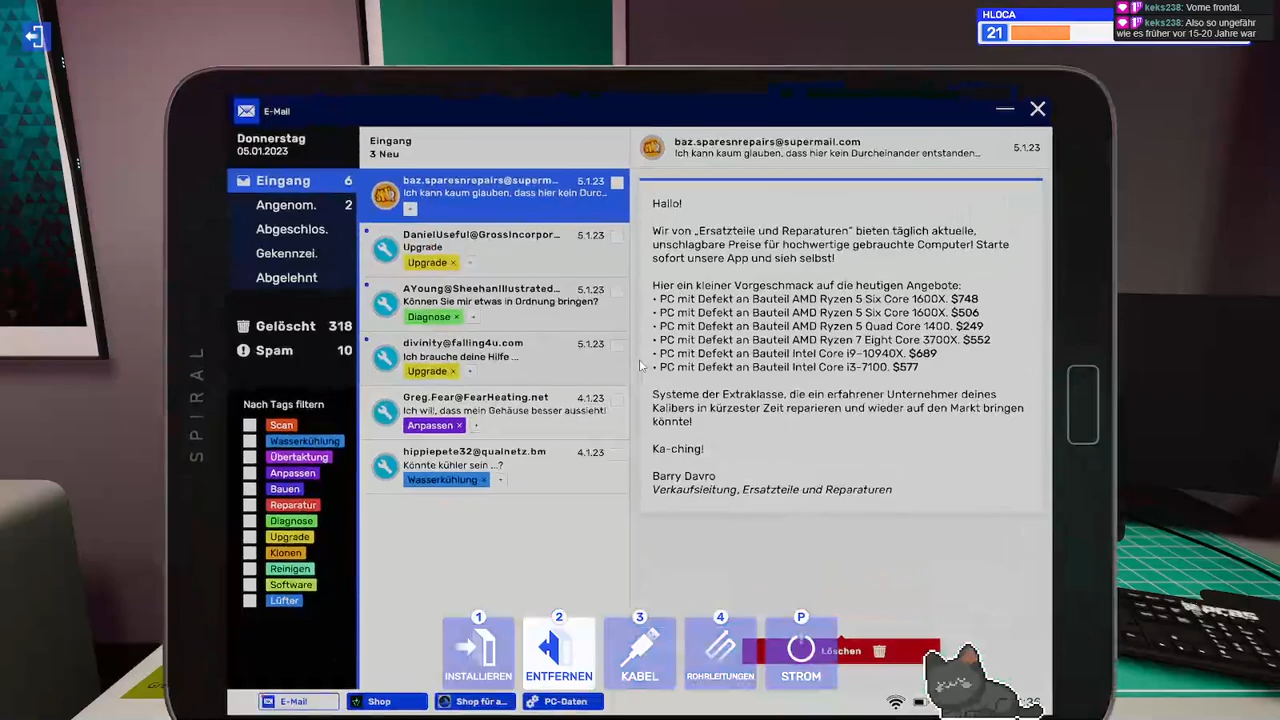 HLOCA
21
keks238: Vorne frontal.
keks238: Also so ungefähr
wie es früher vor 15-20 Jahre war
E-Mail
Donnerstag
05.01.2023
Eingang 6
Angenom. 2
Abgeschlos.
Gekennzei.
Abgelehnt
Gelöscht 318
Spam 10
Nach Tags filtern
Scan
Wasserkühlung
Übertaktung
Anpassen
Bauen
Reparatur
Diagnose
Upgrade
Klonen
Reinigen
Software
Lüfter
Eingang
3 Neu
baz.sparesnrepairs@superm... 5.1.23
Ich kann kaum glauben, dass hier kein Durc...
DanielUseful@GrossIncorpor... 5.1.23
Upgrade
Upgrade ×
AYoung@SheehanIllustrated... 5.1.23
Können Sie mir etwas in Ordnung bringen?
Diagnose ×
divinity@falling4u.com 5.1.23
Ich brauche deine Hilfe ...
Upgrade ×
Greg.Fear@FearHeating.net 4.1.23
Ich will, dass mein Gehäuse besser aussieht!
Anpassen ×
hippiepete32@qualnetz.bm 4.1.23
Könnte kühler sein ...?
Wasserkühlung ×
baz.sparesnrepairs@supermail.com 5.1.23
Ich kann kaum glauben, dass hier kein Durcheinander entstanden...
Hallo!
Wir von „Ersatzteile und Reparaturen" bieten täglich aktuelle,
unschlagbare Preise für hochwertige gebrauchte Computer! Starte
sofort unsere App und sieh selbst!
Hier ein kleiner Vorgeschmack auf die heutigen Angebote:
• PC mit Defekt an Bauteil AMD Ryzen 5 Six Core 1600X. $748
• PC mit Defekt an Bauteil AMD Ryzen 5 Six Core 1600X. $506
• PC mit Defekt an Bauteil AMD Ryzen 5 Quad Core 1400. $249
• PC mit Defekt an Bauteil AMD Ryzen 7 Eight Core 3700X. $552
• PC mit Defekt an Bauteil Intel Core i9-10940X. $689
• PC mit Defekt an Bauteil Intel Core i3-7100. $577
Systeme der Extraklasse, die ein erfahrener Unternehmer deines
Kalibers in kürzester Zeit reparieren und wieder auf den Markt bringen
könnte!
Ka-ching!
Barry Davro
Verkaufsleitung, Ersatzteile und Reparaturen
SPIRAL
1
2
3
4
P
INSTALLIEREN
ENTFERNEN
KABEL
ROHRLEITUNGEN
STROM
Löschen
E-Mail
Shop
Shop für a...
PC-Daten